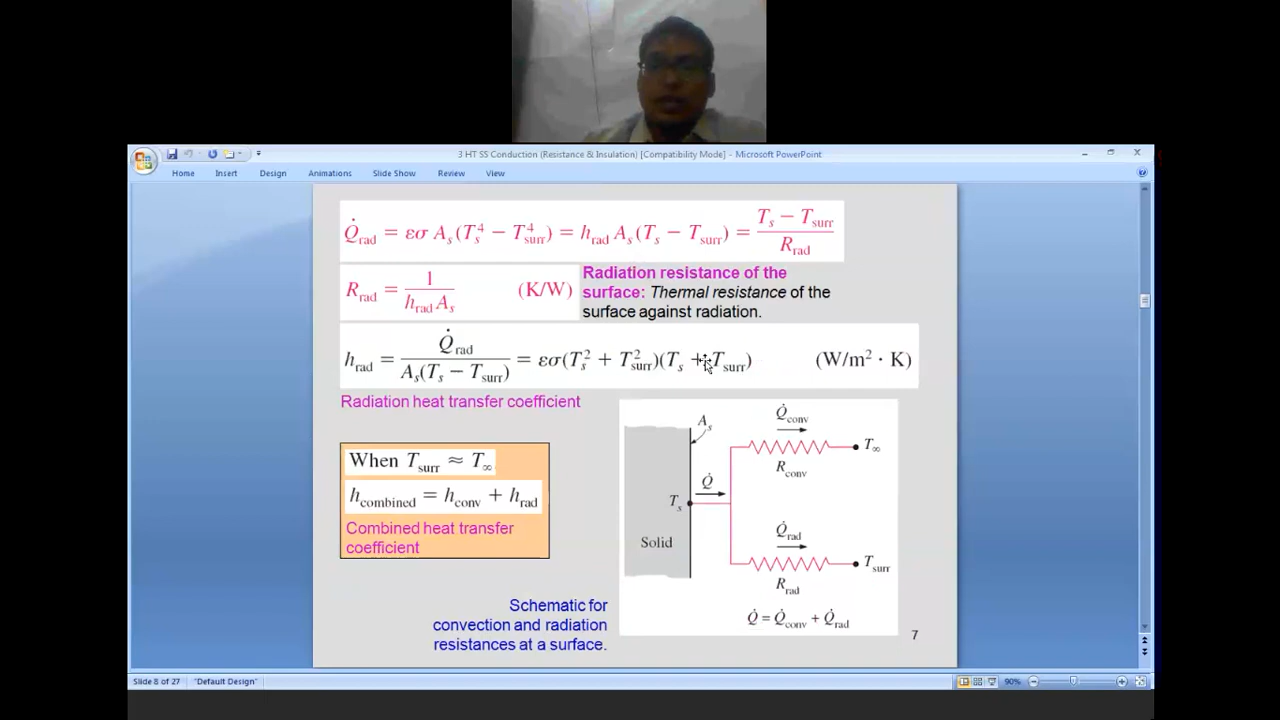 3 HT SS Conduction (Resistance & Insulation) [Compatibility Mode] - Microsoft PowerPoint
Home Insert Design Animations Slide Show Review View
Q̇rad = εσ As(Ts⁴ − Tsurr⁴) = hrad As(Ts − Tsurr) = (Ts − Tsurr) / Rrad
Rrad = 1 / (hrad As) (K/W)
Radiation resistance of the
surface: Thermal resistance of the
surface against radiation.
hrad = Q̇rad / (As(Ts − Tsurr)) = εσ(Ts² + Tsurr²)(Ts + Tsurr) (W/m² · K)
Radiation heat transfer coefficient
When Tsurr ≈ T∞
hcombined = hconv + hrad
Combined heat transfer
coefficient
As
Q̇conv
T∞
Rconv
Q̇
Ts
Solid
Q̇rad
Tsurr
Rrad
Q̇ = Q̇conv + Q̇rad
Schematic for
convection and radiation
resistances at a surface.
7
Slide 8 of 27 "Default Design" 90%